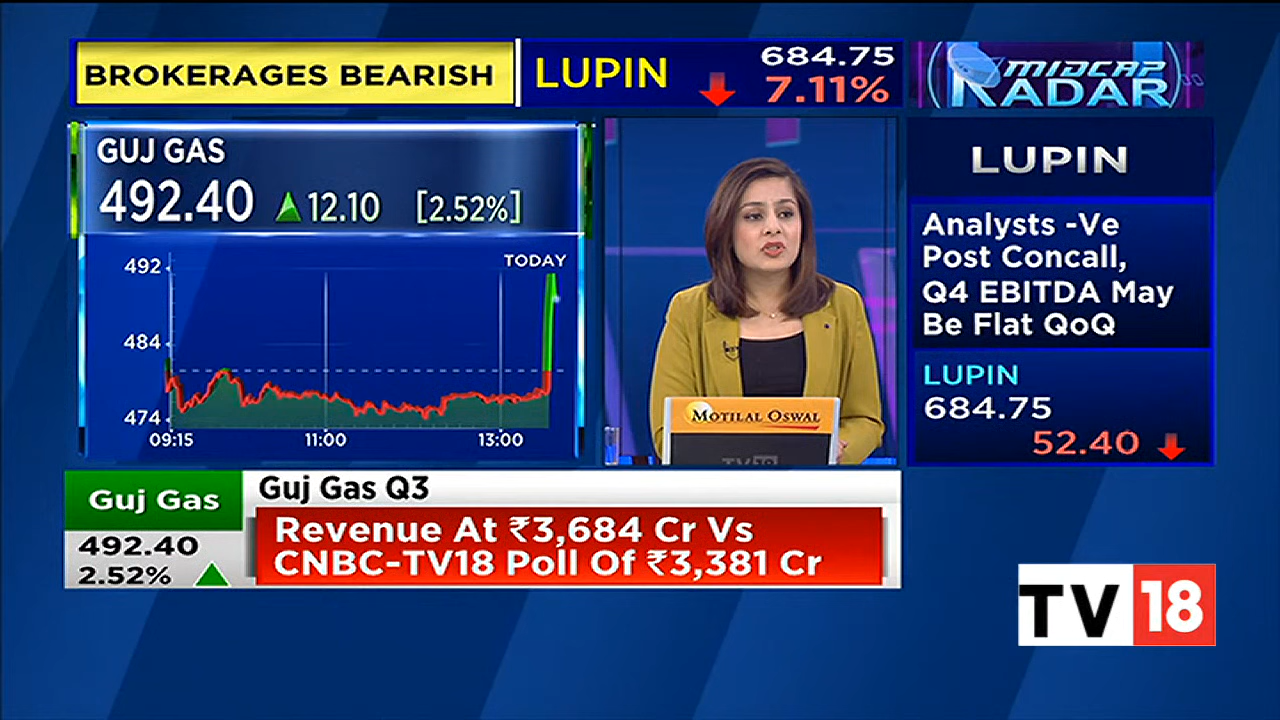 BROKERAGES BEARISH
LUPIN
684.75
7.11%
MIDCAP
RADAR
GUJ GAS
492.40 12.10 [2.52%]
TODAY
492
484
474
09:15 11:00 13:00
MOTILAL OSWAL
TV18
LUPIN
Analysts -Ve
Post Concall,
Q4 EBITDA May
Be Flat QoQ
LUPIN
684.75
52.40
Guj Gas
492.40
2.52%
Guj Gas Q3
Revenue At ₹3,684 Cr Vs
CNBC-TV18 Poll Of ₹3,381 Cr
TV18